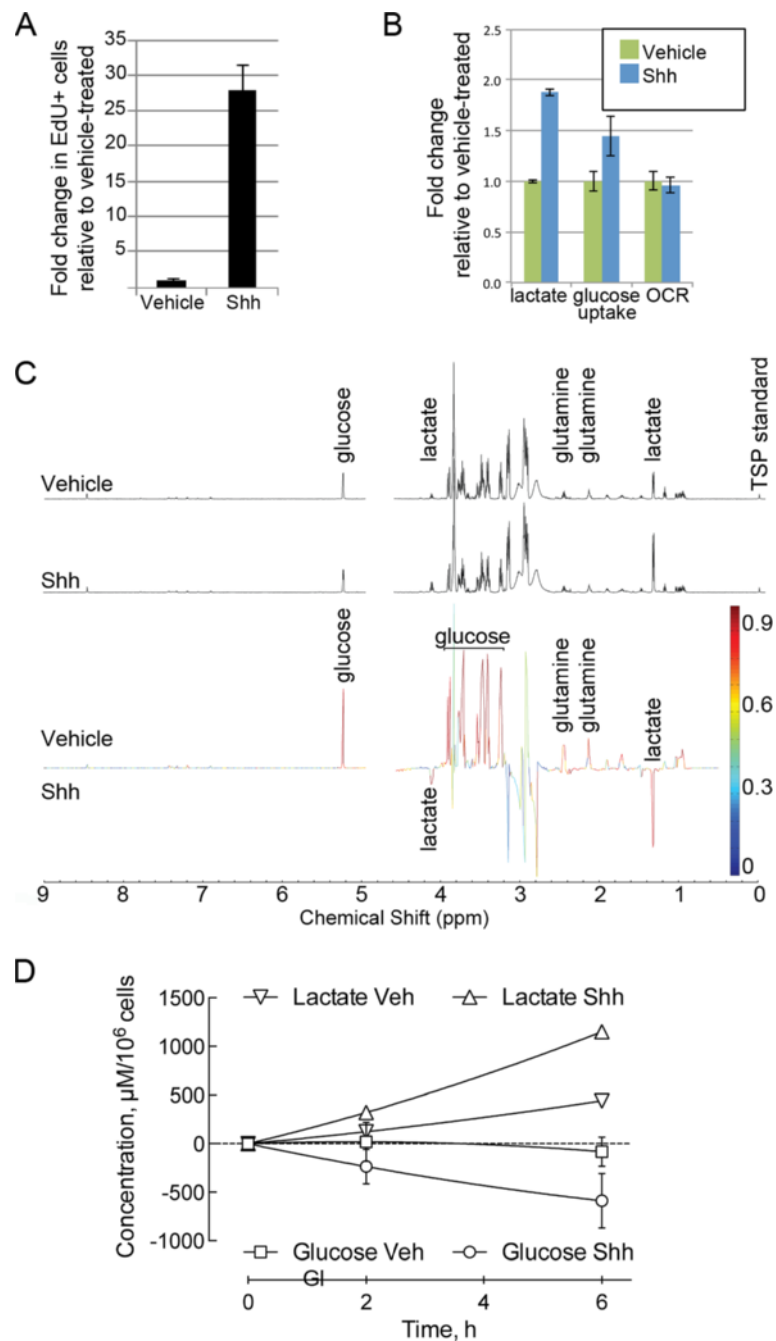 A
Fold change in EdU+ cells
relative to vehicle-treated
35
30
25
20
15
10
5
Vehicle Shh
B
Vehicle
Shh
Fold change
relative to vehicle-treated
2.5
2.0
1.5
1.0
0.5
0.0
lactate glucose OCR
uptake
C
glucose
lactate
glutamine
glutamine
lactate
TSP standard
Vehicle
Shh
glucose
glucose
glutamine
glutamine
lactate
Vehicle
Shh
lactate
0.9
0.6
0.3
0
9 8 7 6 5 4 3 2 1 0
Chemical Shift (ppm)
D
Concentration, µM/10⁶ cells
1500
1000
500
0
-500
-1000
Lactate Veh Lactate Shh
Glucose Veh Glucose Shh
Gl
0 2 4 6
Time, h